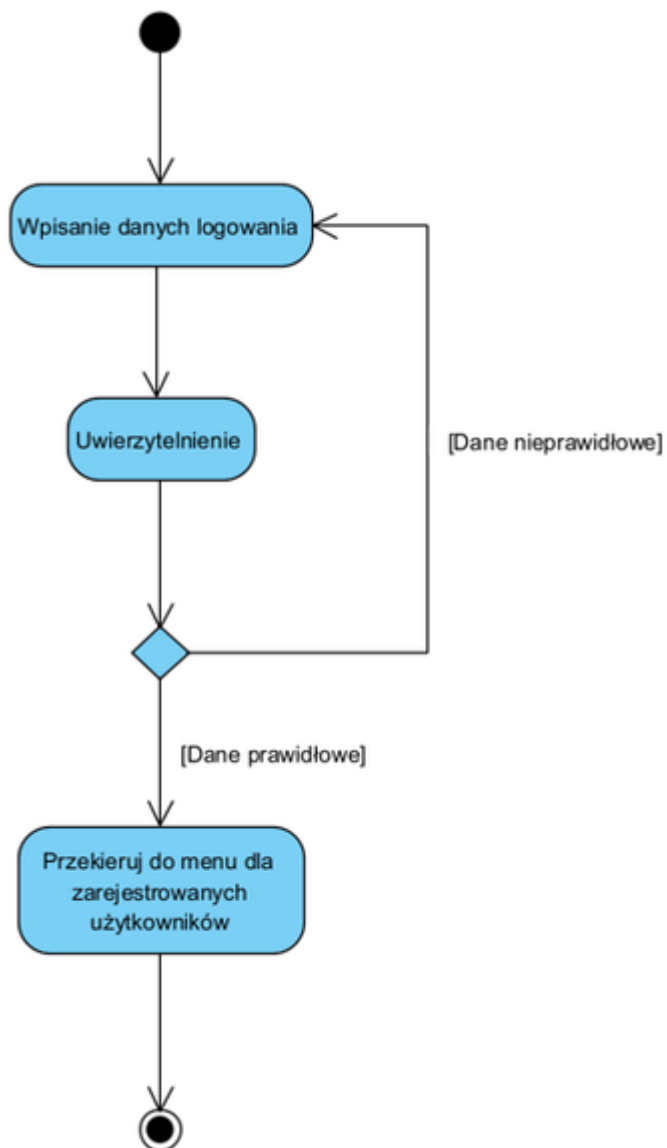 Wpisanie danych logowania
Uwierzytelnienie
[Dane nieprawidłowe]
[Dane prawidłowe]
Przekieruj do menu dla
zarejestrowanych
użytkowników